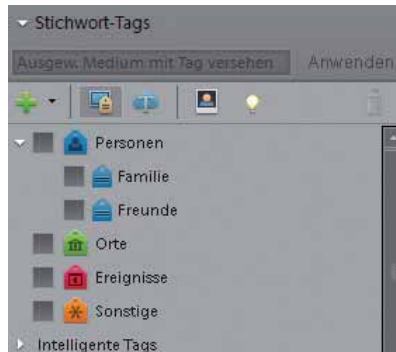 Stichwort-Tags
Ausgew. Medium mit Tag versehen Anwenden
Personen
Familie
Freunde
Orte
Ereignisse
Sonstige
Intelligente Tags